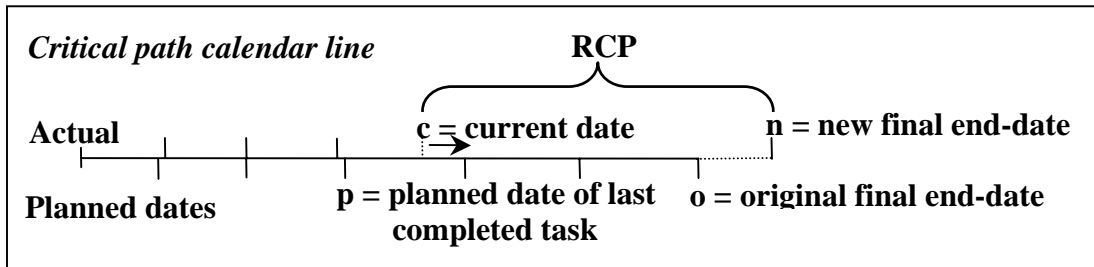 Critical path calendar line
RCP
Actual
c = current date
n = new final end-date
Planned dates
p = planned date of last
completed task
o = original final end-date